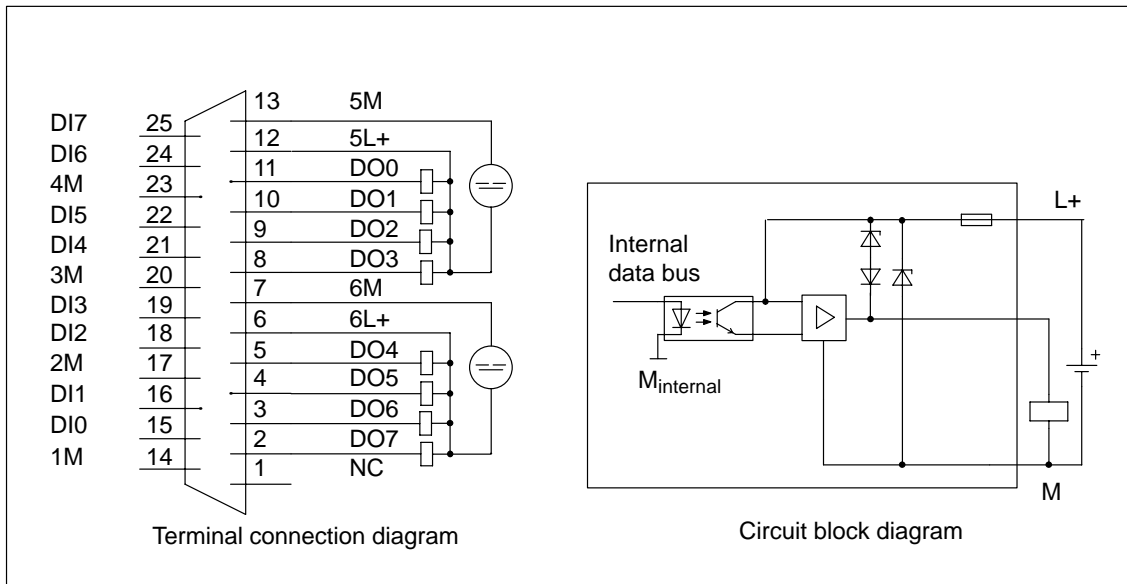 13 5M
DI7 25
12 5L+
DI6 24
11 DO0
4M 23
10 DO1
DI5 22
9 DO2
DI4 21
8 DO3
3M 20
7 6M
DI3 19
6 6L+
DI2 18
5 DO4
2M 17
4 DO5
DI1 16
3 DO6
DI0 15
2 DO7
1M 14
1 NC
Terminal connection diagram
L+
Internal
data bus
+
Minternal
M
Circuit block diagram